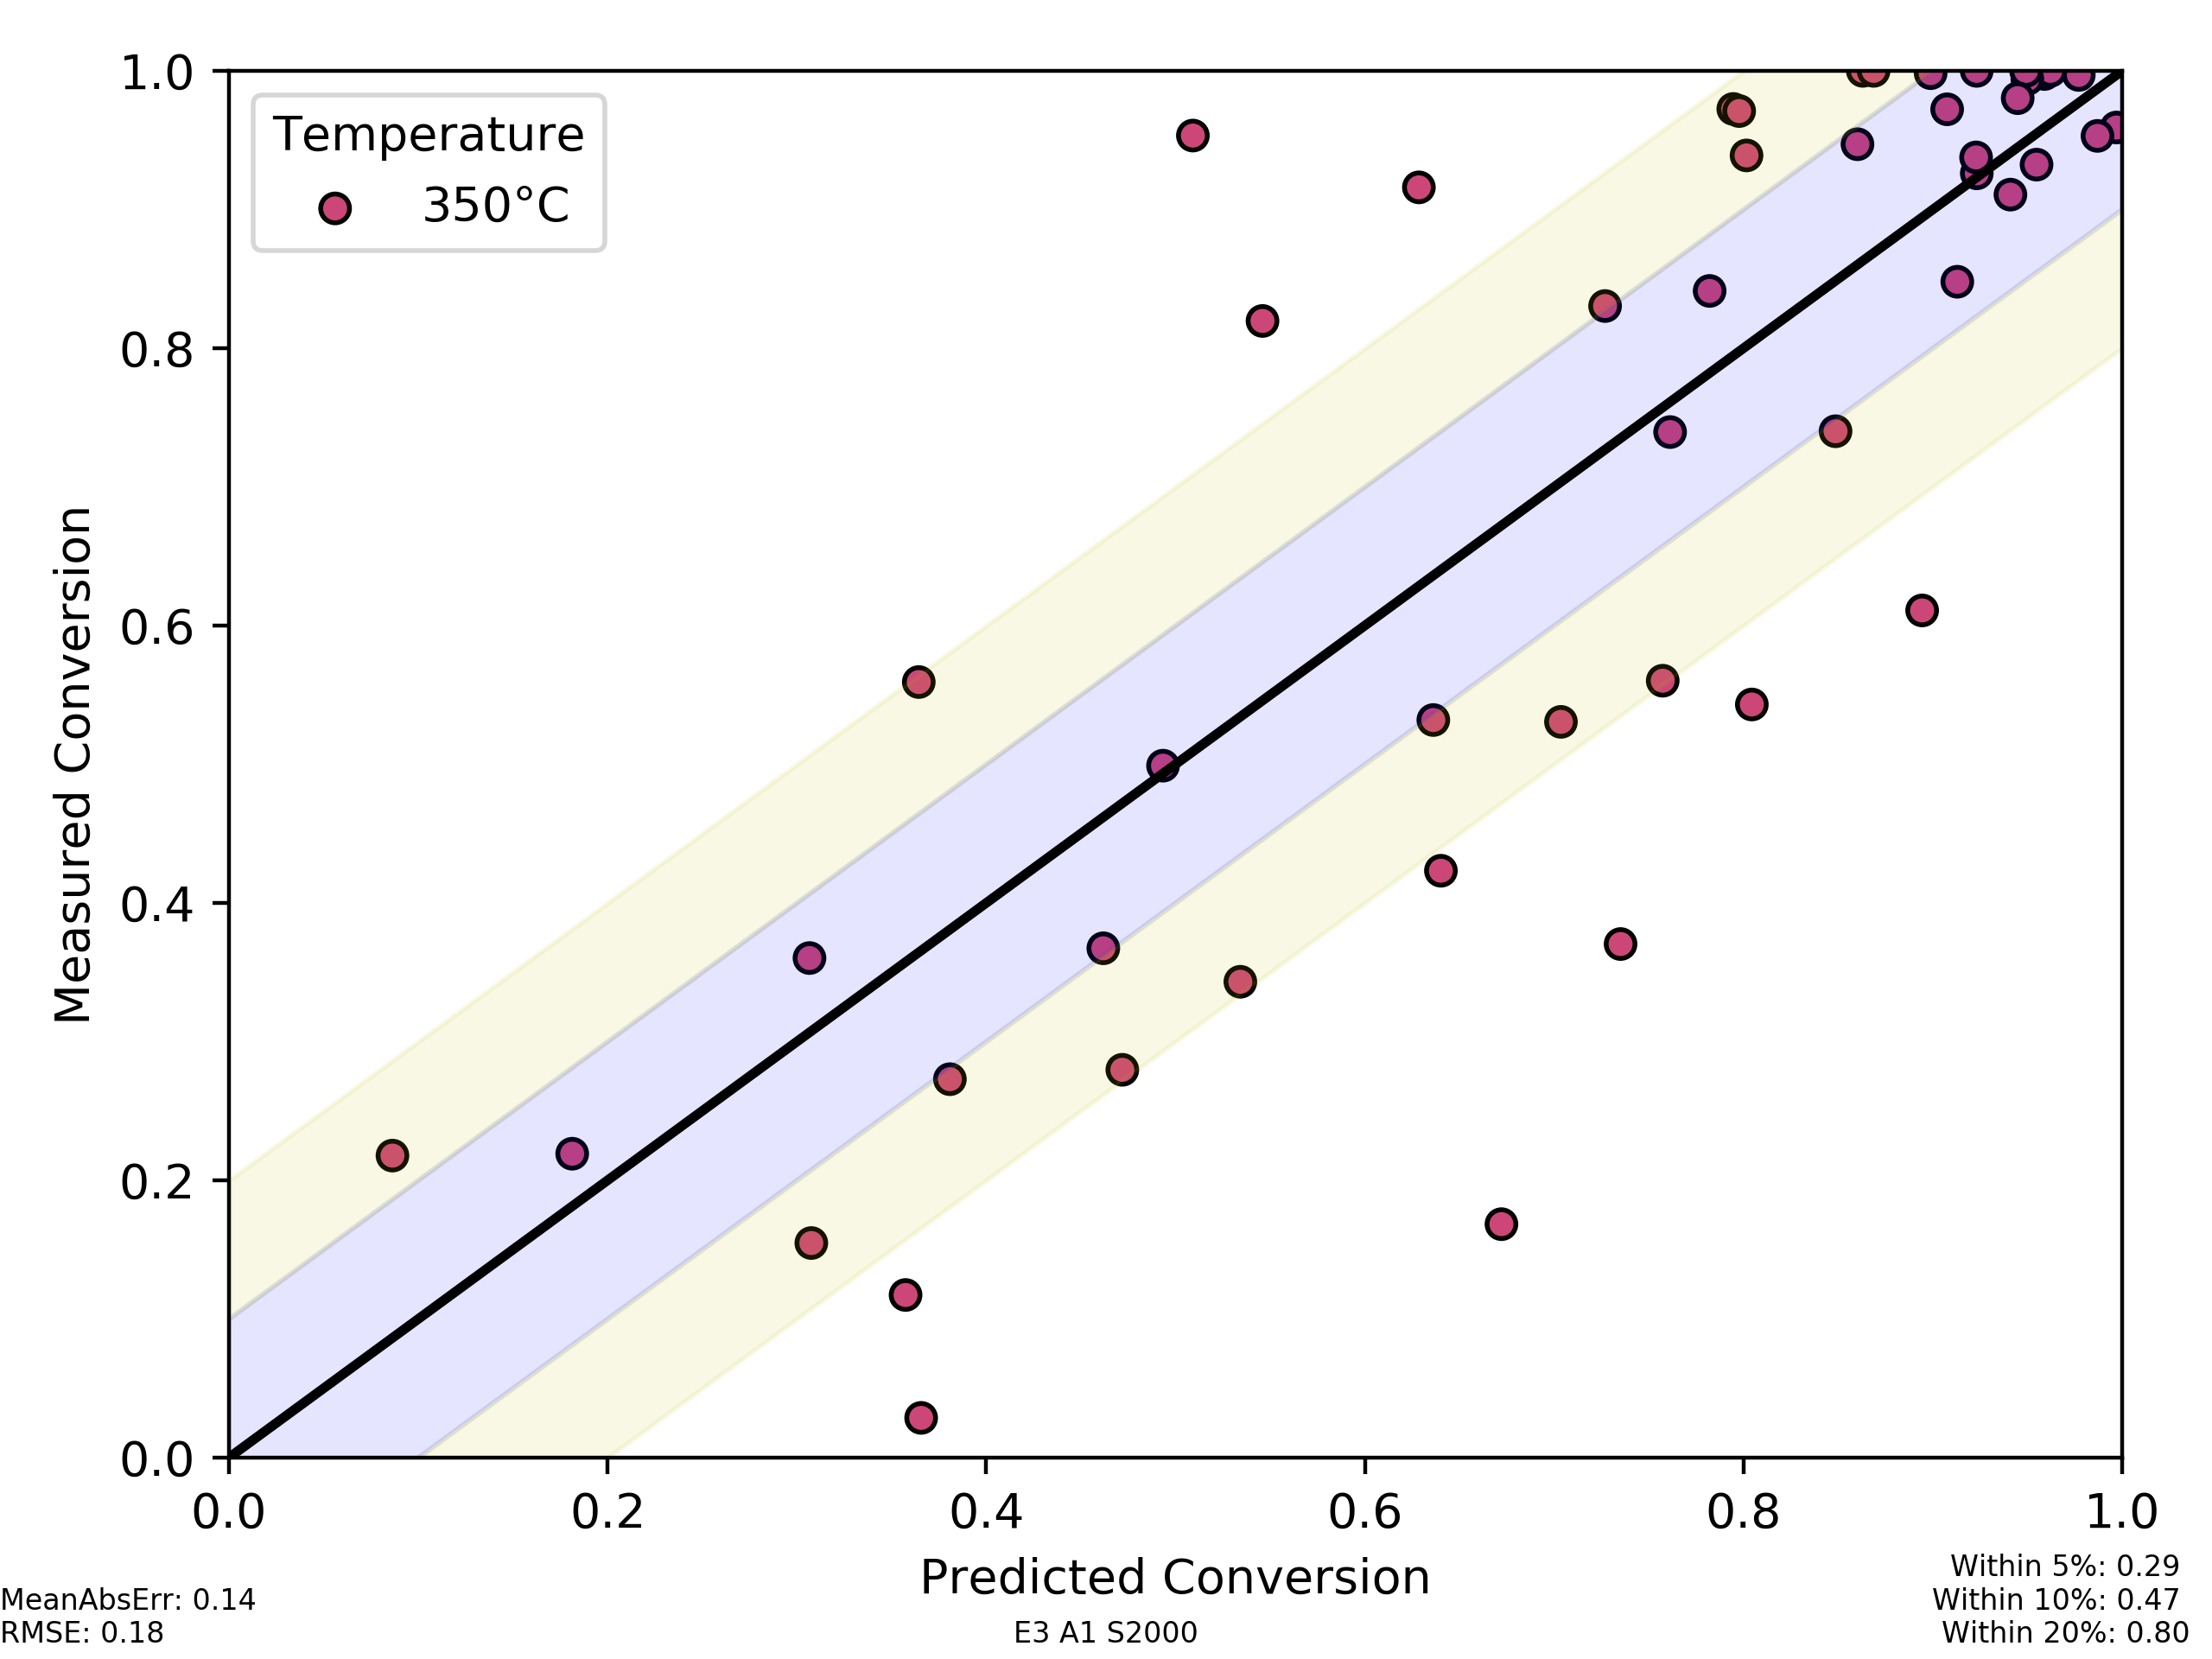 Temperature
350°C
1.0
0.8
0.6
0.4
0.2
0.0
Measured Conversion
0.0 0.2 0.4 0.6 0.8 1.0
Predicted Conversion
MeanAbsErr: 0.14
RMSE: 0.18
E3 A1 S2000
Within 5%: 0.29
Within 10%: 0.47
Within 20%: 0.80